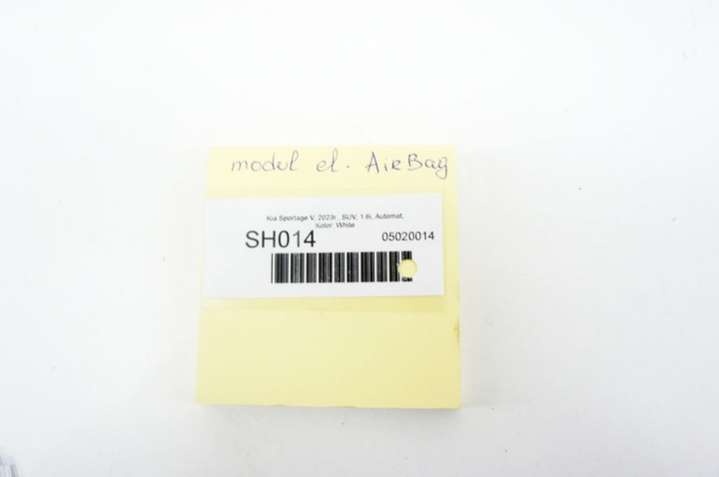 modul el. AirBag
Kia Sportage V, 2023r., SUV, 1.6i, Automat,
Kolor: White
SH014 05020014